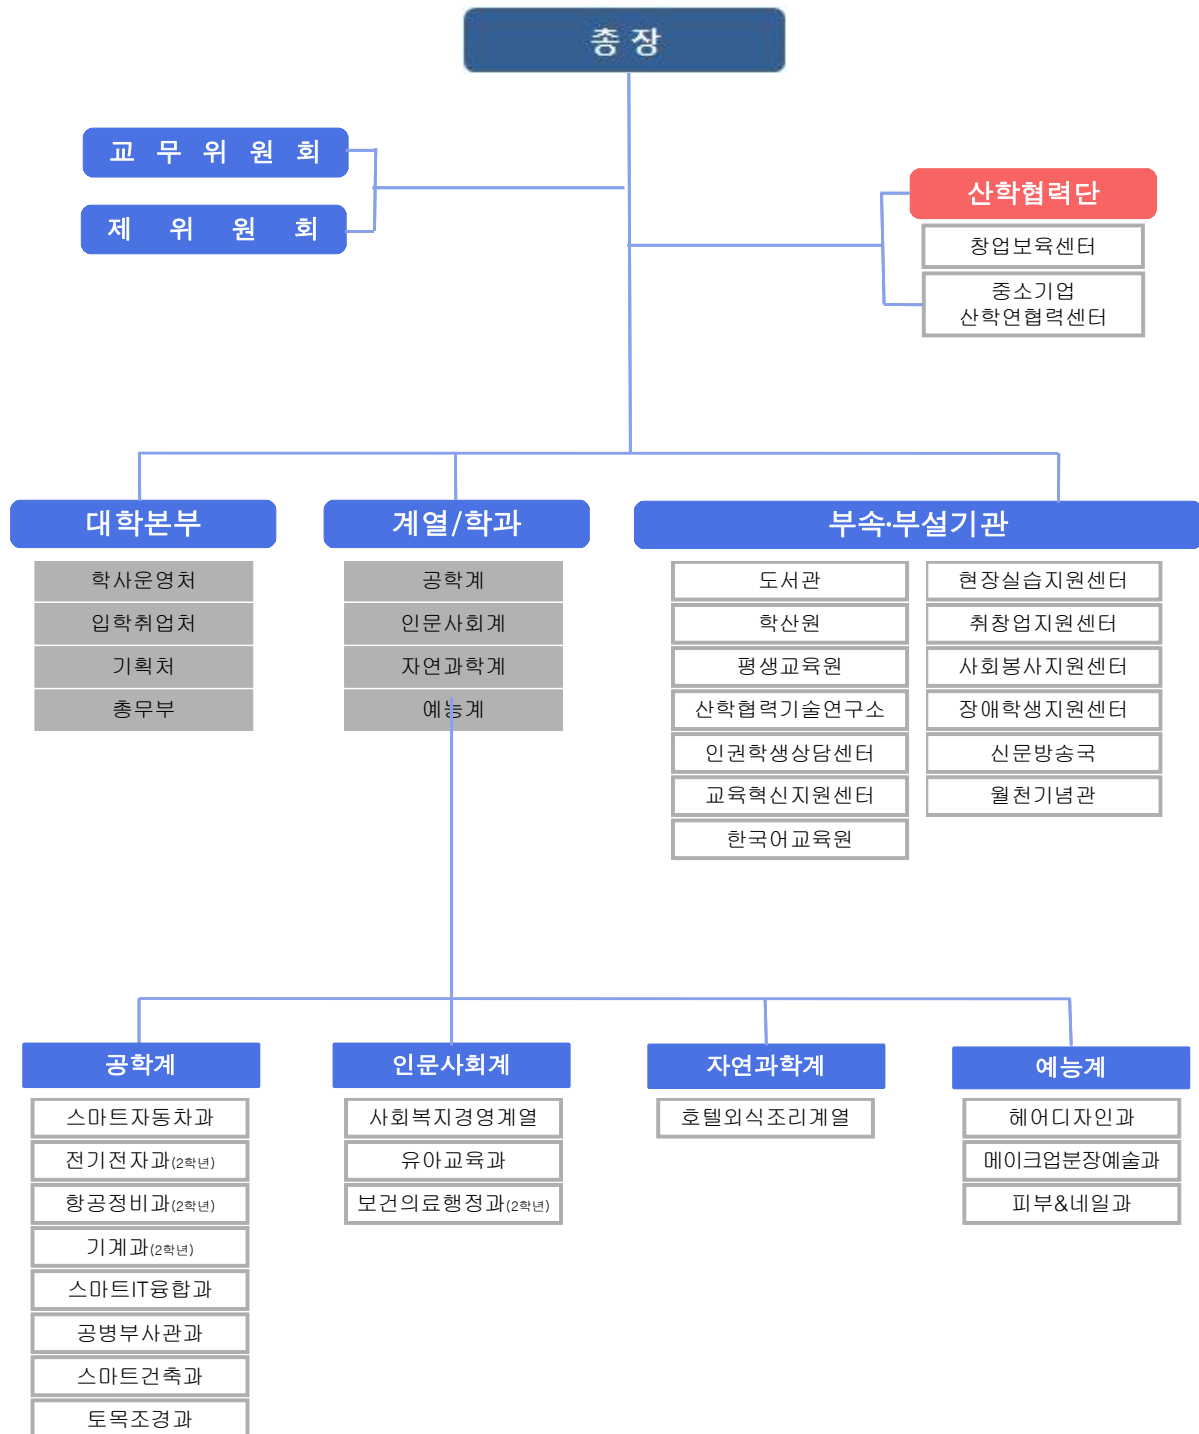 총 장
교 무 위 원 회
제 위 원 회
산학협력단
창업보육센터
중소기업
산학연협력센터
대학본부
학사운영처
입학취업처
기획처
총무부
계열/학과
공학계
인문사회계
자연과학계
예능계
부속·부설기관
도서관
학산원
평생교육원
산학협력기술연구소
인권학생상담센터
교육혁신지원센터
한국어교육원
현장실습지원센터
취창업지원센터
사회봉사지원센터
장애학생지원센터
신문방송국
월천기념관
공학계
스마트자동차과
전기전자과(2학년)
항공정비과(2학년)
기계과(2학년)
스마트IT융합과
공병부사관과
스마트건축과
토목조경과
인문사회계
사회복지경영계열
유아교육과
보건의료행정과(2학년)
자연과학계
호텔외식조리계열
예능계
헤어디자인과
메이크업분장예술과
피부&네일과